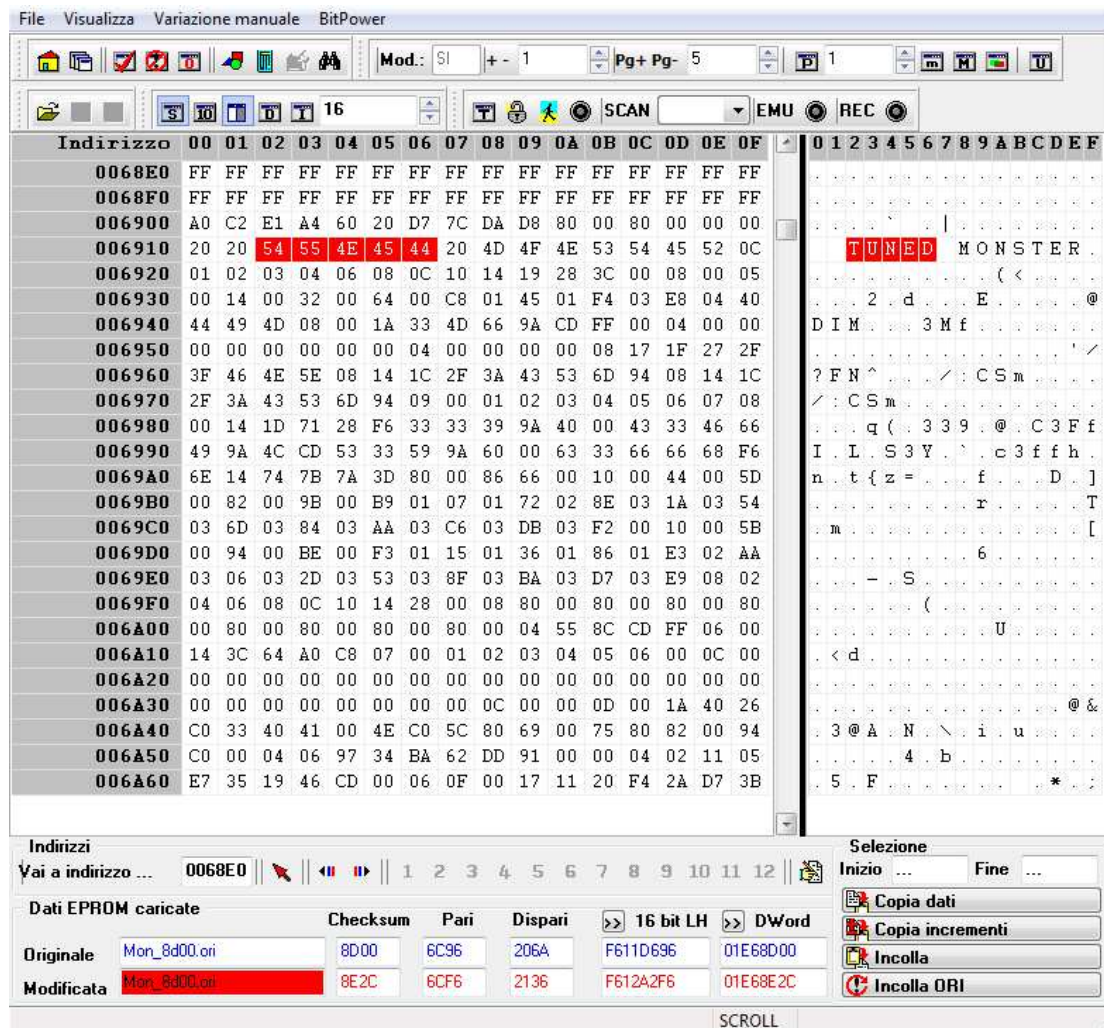 File Visualizza Variazione manuale BitPower
Mod.: SI + - 1 Pg+ Pg- 5 P 1 m M U
S 10 D I 16 T SCAN EMU REC
Indirizzo 00 01 02 03 04 05 06 07 08 09 0A 0B 0C 0D 0E 0F 0 1 2 3 4 5 6 7 8 9 A B C D E F
0068E0 FF FF FF FF FF FF FF FF FF FF FF FF FF FF FF FF . . . . . . . . . . . . . . . .
0068F0 FF FF FF FF FF FF FF FF FF FF FF FF FF FF FF FF . . . . . . . . . . . . . . . .
006900 A0 C2 E1 A4 60 20 D7 7C DA D8 80 00 80 00 00 00 . . . . ` . | . . . . . . . .
006910 20 20 54 55 4E 45 44 20 4D 4F 4E 53 54 45 52 0C T U N E D M O N S T E R .
006920 01 02 03 04 06 08 0C 10 14 19 28 3C 00 08 00 05 . . . . . . . . . . ( < . . . .
006930 00 14 00 32 00 64 00 C8 01 45 01 F4 03 E8 04 40 . . . 2 . d . . . E . . . . . @
006940 44 49 4D 08 00 1A 33 4D 66 9A CD FF 00 04 00 00 D I M . . . 3 M f . . . . . . .
006950 00 00 00 00 00 00 04 00 00 00 00 08 17 1F 27 2F . . . . . . . . . . . . . . ' /
006960 3F 46 4E 5E 08 14 1C 2F 3A 43 53 6D 94 08 14 1C ? F N ^ . . . / : C S m . . . .
006970 2F 3A 43 53 6D 94 09 00 01 02 03 04 05 06 07 08 / : C S m . . . . . . . . . . .
006980 00 14 1D 71 28 F6 33 33 39 9A 40 00 43 33 46 66 . . . q ( . 3 3 9 . @ . C 3 F f
006990 49 9A 4C CD 53 33 59 9A 60 00 63 33 66 66 68 F6 I . L . S 3 Y . ` . c 3 f f h .
0069A0 6E 14 74 7B 7A 3D 80 00 86 66 00 10 00 44 00 5D n . t { z = . . . f . . . D . ]
0069B0 00 82 00 9B 00 B9 01 07 01 72 02 8E 03 1A 03 54 . . . . . . . . . r . . . . . T
0069C0 03 6D 03 84 03 AA 03 C6 03 DB 03 F2 00 10 00 5B . m . . . . . . . . . . . . . [
0069D0 00 94 00 BE 00 F3 01 15 01 36 01 86 01 E3 02 AA . . . . . . . . . 6 . . . . . .
0069E0 03 06 03 2D 03 53 03 8F 03 BA 03 D7 03 E9 08 02 . . . - . S . . . . . . . . . .
0069F0 04 06 08 0C 10 14 28 00 08 80 00 80 00 80 00 80 . . . . . . ( . . . . . . . . .
006A00 00 80 00 80 00 80 00 80 00 04 55 8C CD FF 06 00 . . . . . . . . . . U . . . . .
006A10 14 3C 64 A0 C8 07 00 01 02 03 04 05 06 00 0C 00 . < d . . . . . . . . . . . . .
006A20 00 00 00 00 00 00 00 00 00 00 00 00 00 00 00 00 . . . . . . . . . . . . . . . .
006A30 00 00 00 00 00 00 00 00 0C 00 00 0D 00 1A 40 26 . . . . . . . . . . . . . . @ &
006A40 C0 33 40 41 00 4E C0 5C 80 69 00 75 80 82 00 94 . 3 @ A . N . \ . i . u . . . .
006A50 C0 00 04 06 97 34 BA 62 DD 91 00 00 04 02 11 05 . . . . . 4 . b . . . . . . . .
006A60 E7 35 19 46 CD 00 06 0F 00 17 11 20 F4 2A D7 3B . 5 . F . . . . . . . . * . ;
Indirizzi
Vai a indirizzo ... 0068E0 1 2 3 4 5 6 7 8 9 10 11 12
Selezione
Inizio ... Fine ...
Copia dati
Copia incrementi
Incolla
Incolla ORI
Dati EPROM caricate Checksum Pari Dispari >> 16 bit LH >> DWord
Originale Mon_8d00.ori 8D00 6C96 206A F611D696 01E68D00
Modificata Mon_8d00.ori 8E2C 6CF6 2136 F612A2F6 01E68E2C
SCROLL